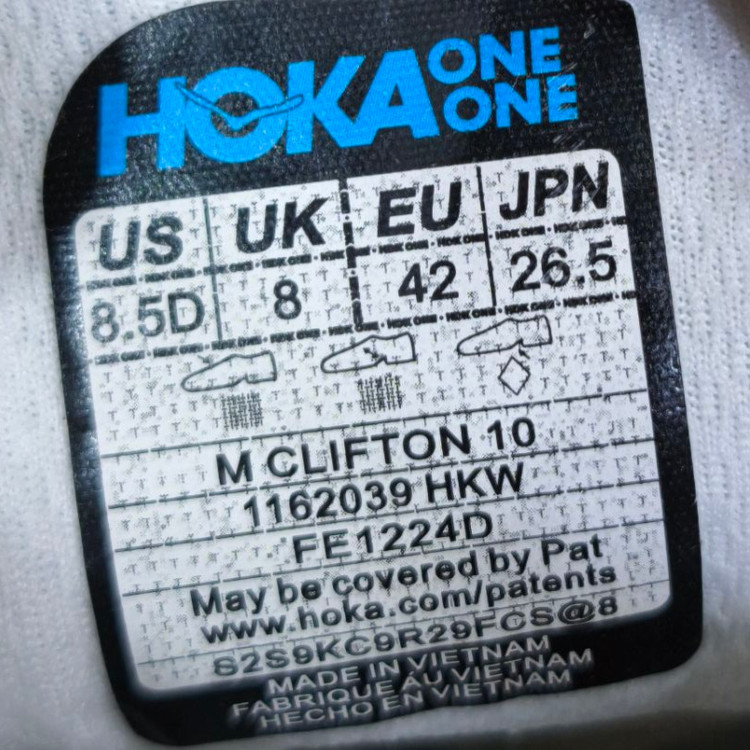 HOKA ONE ONE
US UK EU JPN
8.5D 8 42 26.5
M CLIFTON 10
1162039 HKW
FE1224D
May be covered by Pat
www.hoka.com/patents
S2S9KC9R29FCS@8
MADE IN VIETNAM
FABRIQUE AU VIETNAM
HECHO EN VIETNAM